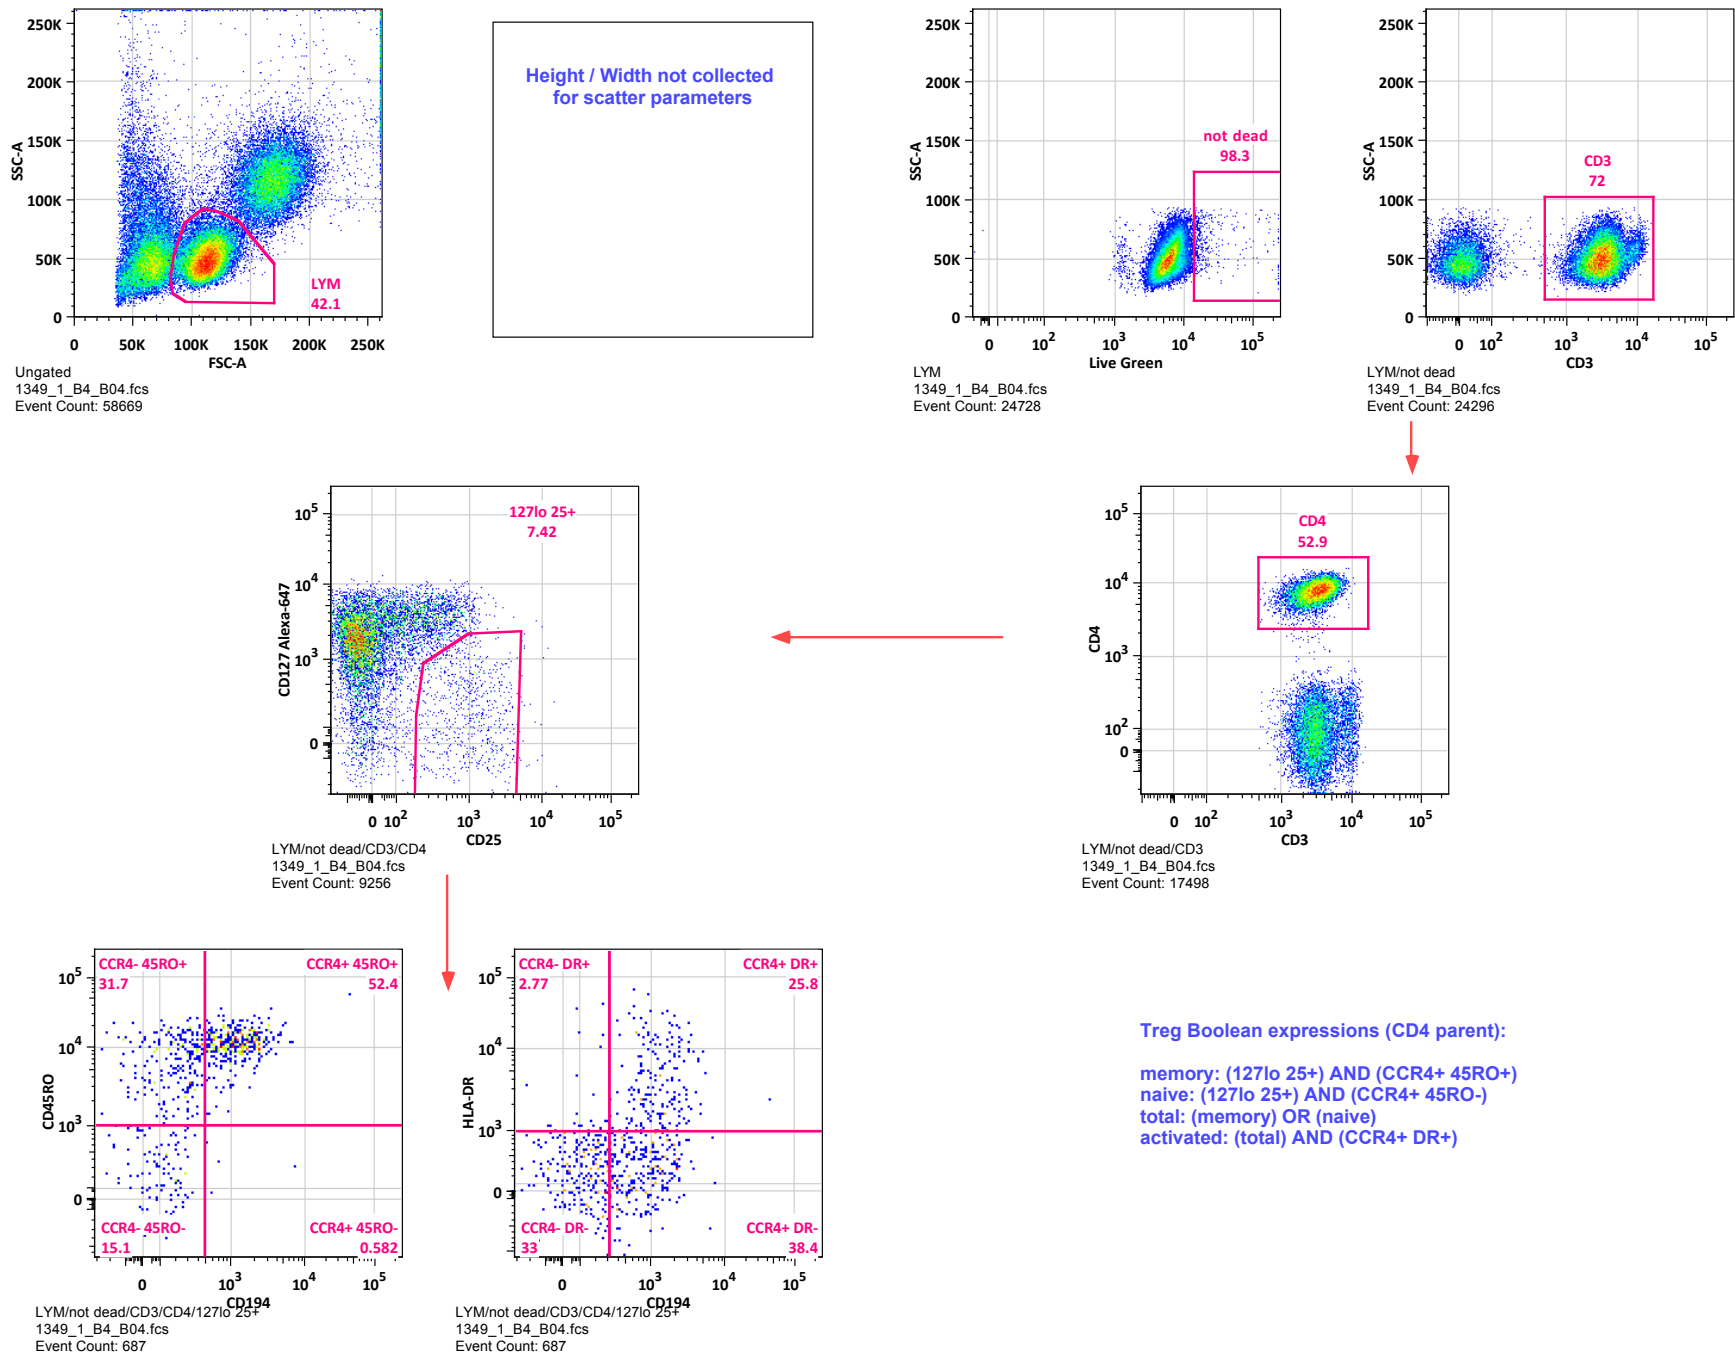 250K
200K
150K
100K
50K
0
SSC-A
LYM
42.1
0 50K 100K 150K 200K 250K
FSC-A
Ungated
1349_1_B4_B04.fcs
Event Count: 58669
Height / Width not collected
for scatter parameters
250K
200K
150K
100K
50K
0
SSC-A
not dead
98.3
0 10^2 10^3 10^4 10^5
Live Green
LYM
1349_1_B4_B04.fcs
Event Count: 24728
250K
200K
150K
100K
50K
0
SSC-A
CD3
72
0 10^2 10^3 10^4 10^5
CD3
LYM/not dead
1349_1_B4_B04.fcs
Event Count: 24296
10^5
10^4
10^3
0
CD127 Alexa-647
127lo 25+
7.42
0 10^2 10^3 10^4 10^5
CD25
LYM/not dead/CD3/CD4
1349_1_B4_B04.fcs
Event Count: 9256
10^5
10^4
10^3
10^2
0
CD4
CD4
52.9
0 10^2 10^3 10^4 10^5
CD3
LYM/not dead/CD3
1349_1_B4_B04.fcs
Event Count: 17498
10^5
10^4
10^3
0
CD45RO
CCR4- 45RO+
31.7
CCR4+ 45RO+
52.4
CCR4- 45RO-
15.1
CCR4+ 45RO-
0.582
0 10^3 10^4 10^5
CD194
LYM/not dead/CD3/CD4/127lo 25+
1349_1_B4_B04.fcs
Event Count: 687
10^5
10^4
10^3
0
HLA-DR
CCR4- DR+
2.77
CCR4+ DR+
25.8
CCR4- DR-
33
CCR4+ DR-
38.4
0 10^3 10^4 10^5
CD194
LYM/not dead/CD3/CD4/127lo 25+
1349_1_B4_B04.fcs
Event Count: 687
Treg Boolean expressions (CD4 parent):
memory: (127lo 25+) AND (CCR4+ 45RO+)
naive: (127lo 25+) AND (CCR4+ 45RO-)
total: (memory) OR (naive)
activated: (total) AND (CCR4+ DR+)